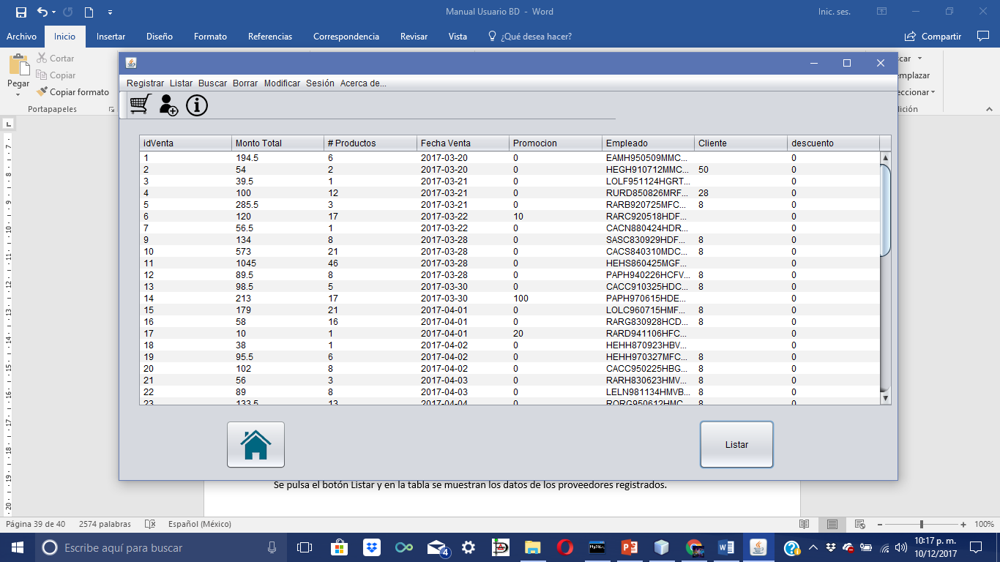 Manual Usuario BD - Word
Inic. ses.
Archivo Inicio Insertar Diseño Formato Referencias Correspondencia Revisar Vista ¿Qué desea hacer? Compartir
Pegar
Cortar
Copiar
Copiar formato
Portapapeles
Registrar Listar Buscar Borrar Modificar Sesión Acerca de...
idVenta Monto Total # Productos Fecha Venta Promocion Empleado Cliente descuento
1 194.5 6 2017-03-20 0 EAMH950509MMC... 0
2 54 2 2017-03-20 0 HEGH910712MMC... 50 0
3 39.5 1 2017-03-21 0 LOLF951124HGRT... 0
4 100 12 2017-03-21 0 RURD850826MRF... 28 0
5 285.5 3 2017-03-21 0 RARB920725MFC... 8 0
6 120 17 2017-03-22 10 RARC920518HDF... 0
7 56.5 1 2017-03-22 0 CACN880424HDR... 0
9 134 8 2017-03-28 0 SASC830929HDF... 8 0
10 573 21 2017-03-28 0 CACS840310MDC... 8 0
11 1045 46 2017-03-28 0 HEHS860425MGF... 0
12 89.5 8 2017-03-28 0 PAPH940226HCFV... 8 0
13 98.5 5 2017-03-30 0 CACC910325HDC... 8 0
14 213 17 2017-03-30 100 PAPH970615HDE... 0
15 179 21 2017-04-01 0 LOLC960715HMF... 8 0
16 58 16 2017-04-01 0 RARG830928HCD... 8 0
17 10 1 2017-04-01 20 RARD941106HFC... 0
18 38 1 2017-04-02 0 HEHH870923HBV... 0
19 95.5 6 2017-04-02 0 HEHH970327MFC... 8 0
20 102 8 2017-04-02 0 CACC950225HBG... 8 0
21 56 3 2017-04-03 0 RARH830623HMV... 8 0
22 89 8 2017-04-03 0 LELN981134HMVB... 8 0
23 133.5 13 2017-04-04 0 RORG950612HMC... 8 0
Listar
car
emplazar
eccionar
dición
Se pulsa el botón Listar y en la tabla se muestran los datos de los proveedores registrados.
Página 39 de 40 2574 palabras Español (México) 100%
Escribe aquí para buscar
4
10:17 p. m.
10/12/2017